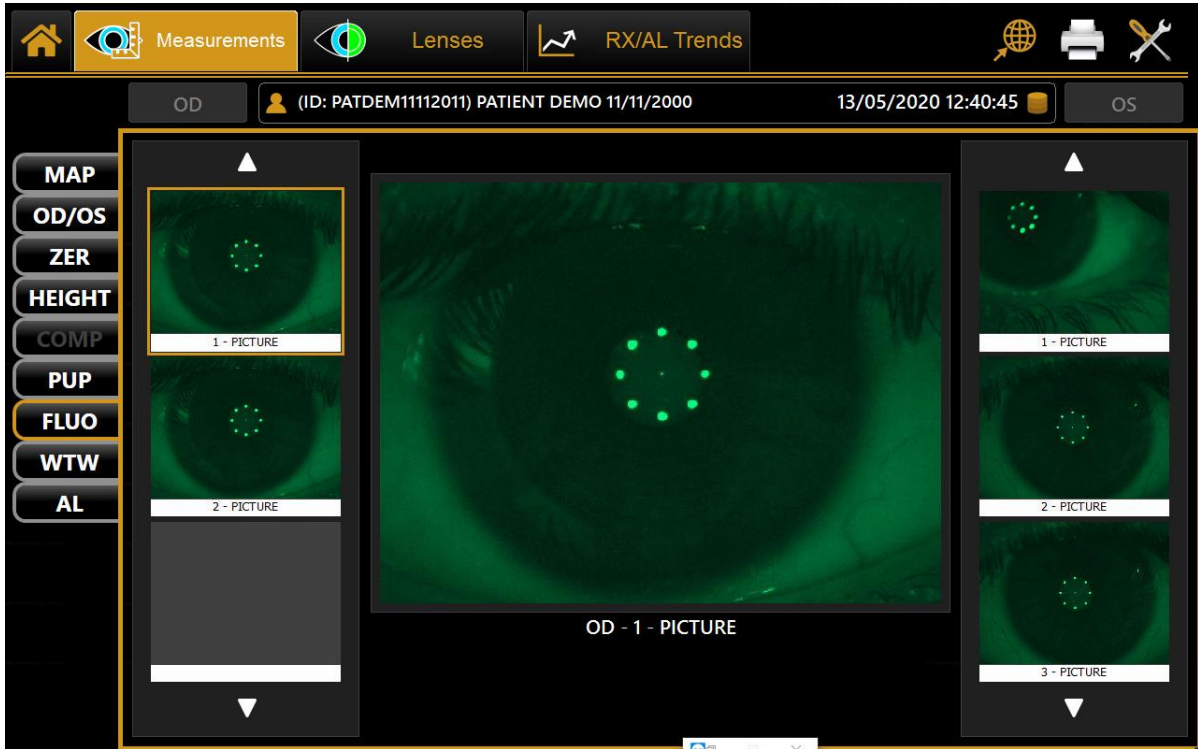 Measurements
Lenses
RX/AL Trends
OD
(ID: PATDEM11112011) PATIENT DEMO 11/11/2000
13/05/2020 12:40:45
OS
MAP
OD/OS
ZER
HEIGHT
COMP
PUP
FLUO
WTW
AL
1 - PICTURE
2 - PICTURE
OD - 1 - PICTURE
1 - PICTURE
2 - PICTURE
3 - PICTURE